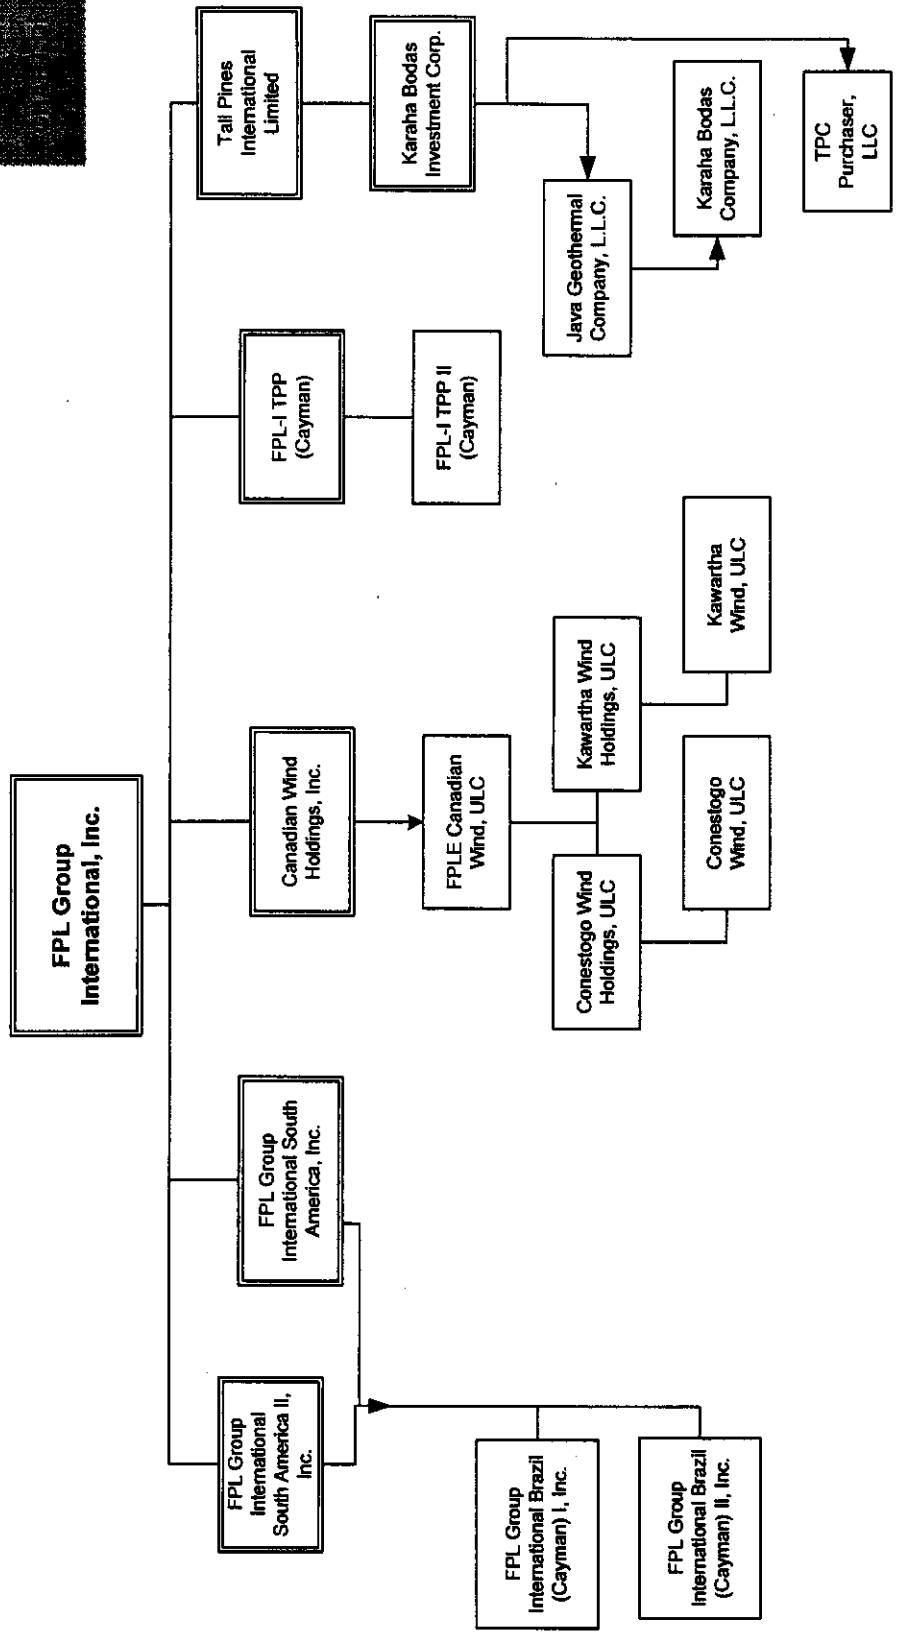 FPL Group
International, Inc.
FPL Group
International
South America II,
Inc.
FPL Group
International South
America, Inc.
Canadian Wind
Holdings, Inc.
FPL-I TPP
(Cayman)
Tall Pines
International
Limited
FPL Group
International Brazil
(Cayman) I, Inc.
FPL Group
International Brazil
(Cayman) II, Inc.
FPLE Canadian
Wind, ULC
Conestogo Wind
Holdings, ULC
Kawartha Wind
Holdings, ULC
Conestogo
Wind, ULC
Kawartha
Wind, ULC
FPL-I TPP II
(Cayman)
Karaha Bodas
Investment Corp.
Java Geothermal
Company, L.L.C.
Karaha Bodas
Company, L.L.C.
TPC
Purchaser,
LLC